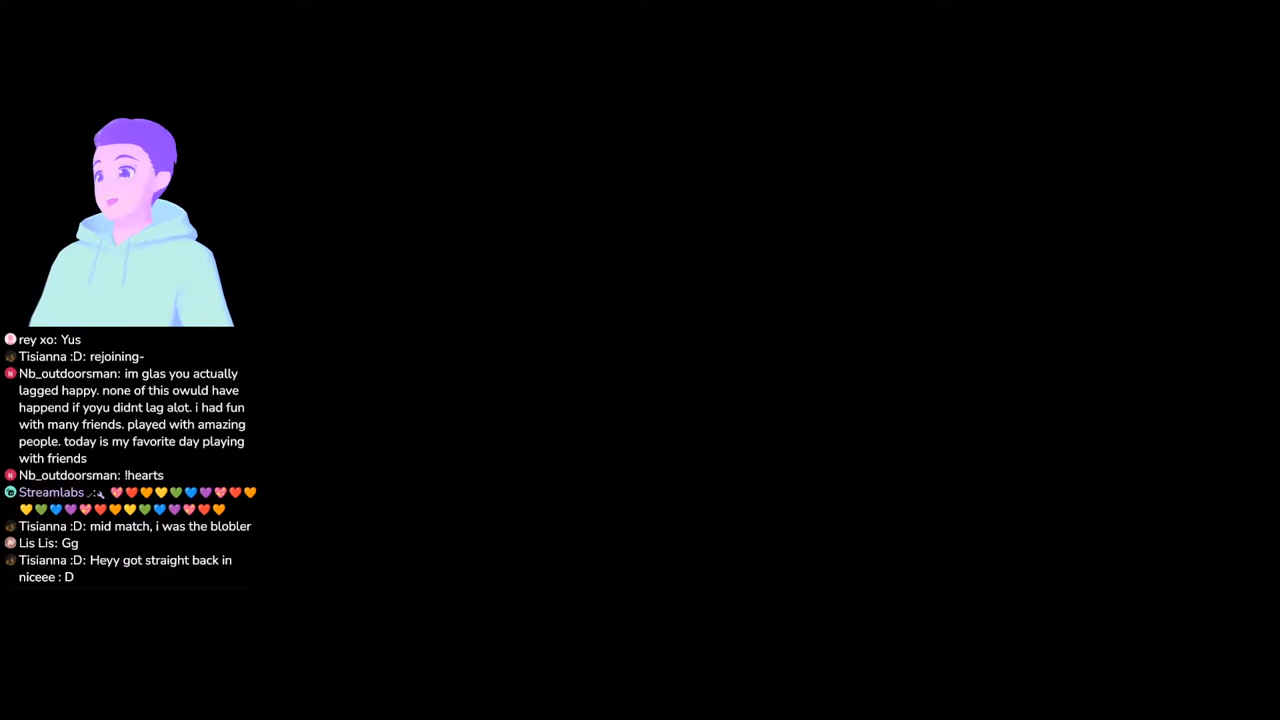 rey xo: Yus
Tisianna :D: rejoining-
Nb_outdoorsman: im glas you actually
lagged happy. none of this owuld have
happend if yoyu didnt lag alot. i had fun
with many friends. played with amazing
people. today is my favorite day playing
with friends
Nb_outdoorsman: !hearts
Streamlabs : 💖❤️🧡💛💚💙💜💖❤️🧡
💛💚💙💜💖❤️🧡💛💚💙💜💖❤️🧡
Tisianna :D: mid match, i was the blobler
Lis Lis: Gg
Tisianna :D: Heyy got straight back in
niceee : D